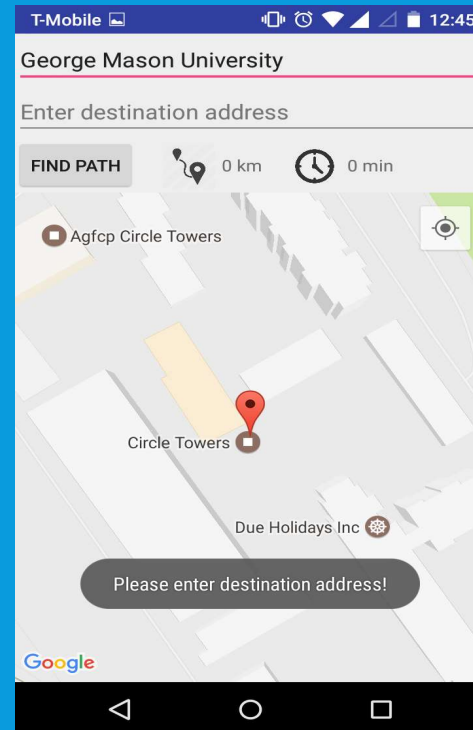 T-Mobile 12:45
George Mason University
Enter destination address
FIND PATH 0 km 0 min
Agfcp Circle Towers
Circle Towers
Due Holidays Inc
Please enter destination address!
Google